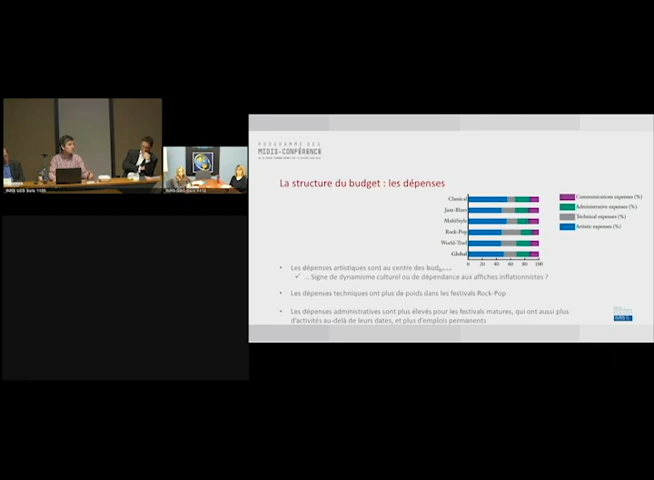 PROGRAMME DES
MIDIS-CONFÉRENCE
La structure du budget : les dépenses
Classical
Jazz-Blues
Multistyle
Rock-Pop
World-Trad
Global
0 20 40 60 80 100
Communications expenses (%)
Administrative expenses (%)
Technical expenses (%)
Artistic expenses (%)
• Les dépenses artistiques sont au centre des
✓ ... Signe de dynamisme culturel ou de dépendance aux affiches inflationnistes ?
• Les dépenses techniques ont plus de poids dans les festivals Rock-Pop
• Les dépenses administratives sont plus élevés pour les festivals matures, qui ont aussi plus
d'activités au-delà de leurs dates, et plus d'emplois permanents